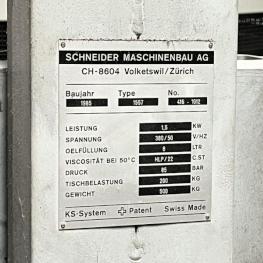 SCHNEIDER MASCHINENBAU AG
CH-8604 Volketswil/Zürich
Baujahr Type No.
1985 1557 416 - 1012
LEISTUNG 1,5 KW
SPANNUNG 380/50 V/HZ
OELFÜLLUNG 8 LTR
VISCOSITÄT BEI 50°C HLP/22 C.ST
DRUCK 85 BAR
TISCHBELASTUNG 200 KG
GEWICHT 500 KG
KS-System Patent Swiss Made